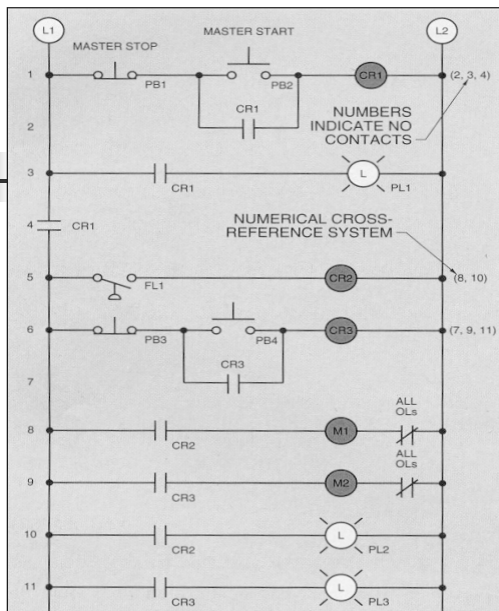 L1
L2
MASTER START
MASTER STOP
1
PB1
PB2
CR1
(2, 3, 4)
CR1
2
NUMBERS
INDICATE NO
CONTACTS
3
CR1
L
PL1
4
CR1
NUMERICAL CROSS-
REFERENCE SYSTEM
5
FL1
CR2
(8, 10)
6
PB3
PB4
CR3
(7, 9, 11)
CR3
7
ALL
OLs
8
CR2
M1
ALL
OLs
9
CR3
M2
10
CR2
L
PL2
11
CR3
L
PL3